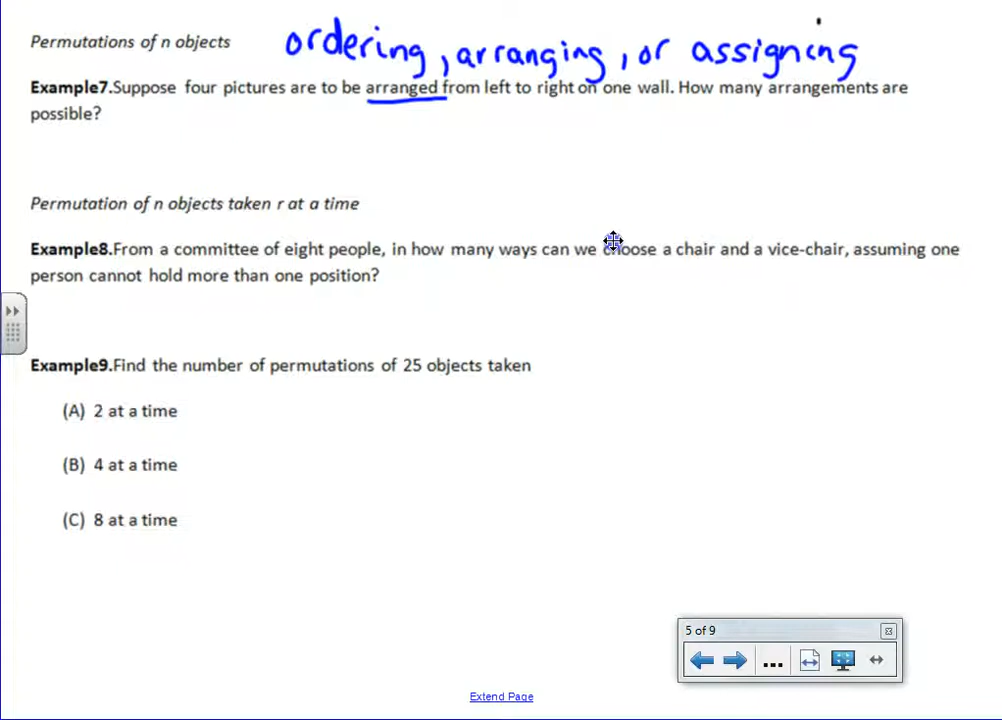 Permutations of n objects ordering, arranging, or assigning
Example7.Suppose four pictures are to be arranged from left to right on one wall. How many arrangements are
possible?
Permutation of n objects taken r at a time
Example8.From a committee of eight people, in how many ways can we choose a chair and a vice-chair, assuming one
person cannot hold more than one position?
Example9.Find the number of permutations of 25 objects taken
(A) 2 at a time
(B) 4 at a time
(C) 8 at a time
5 of 9
...
Extend Page